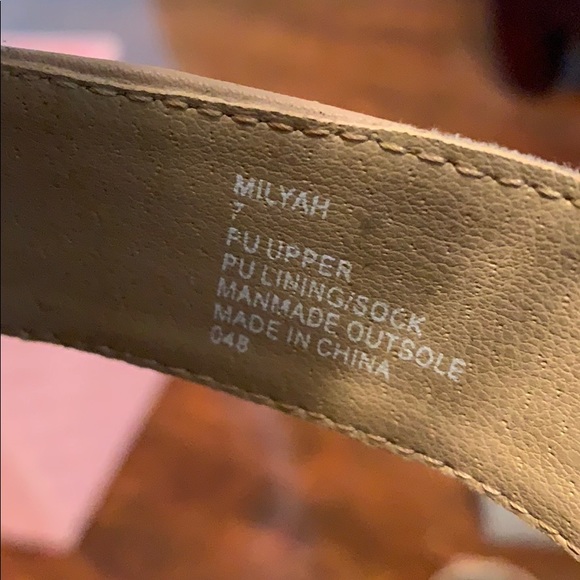 MILYAH
7
PU UPPER
PU LINING/SOCK
MANMADE OUTSOLE
MADE IN CHINA
04B